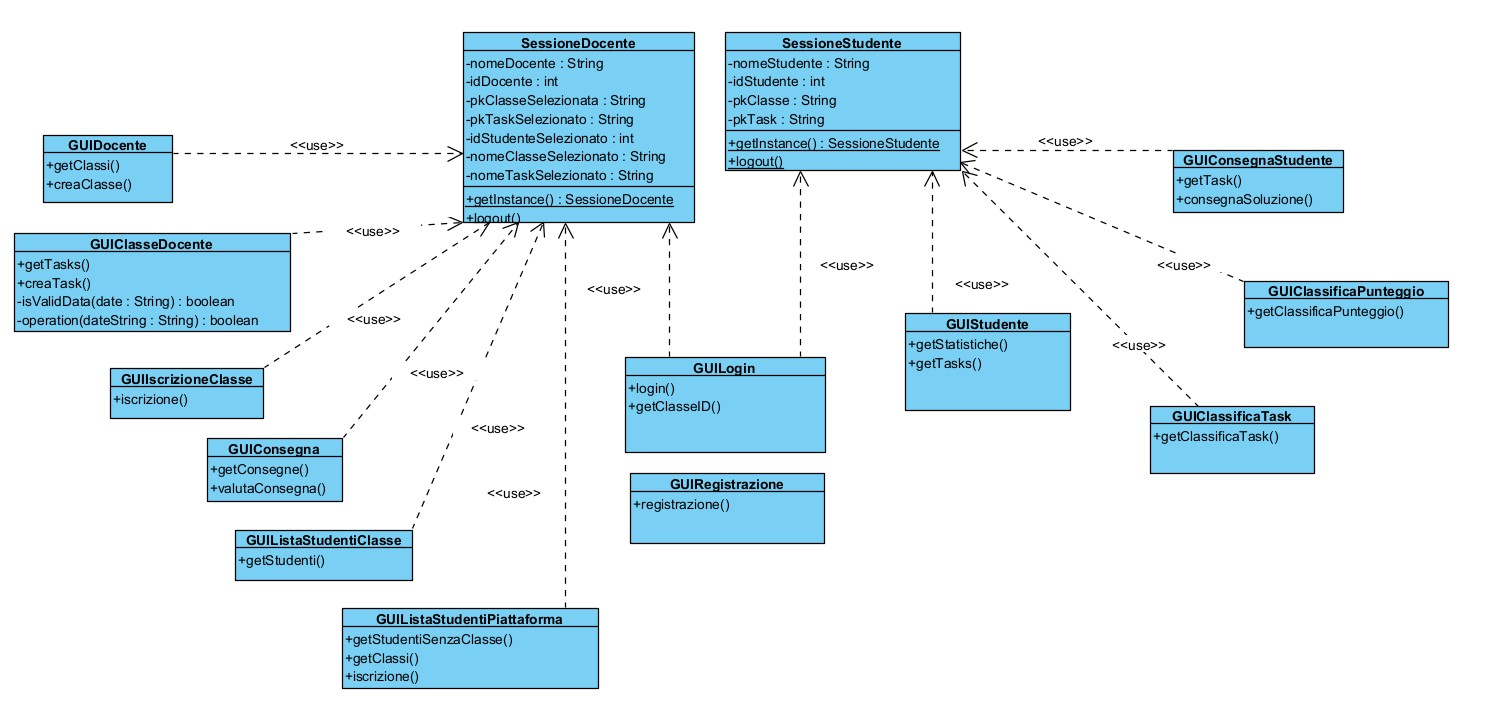 SessioneDocente
-nomeDocente : String
-idDocente : int
-pkClasseSelezionata : String
-pkTaskSelezionato : String
-idStudenteSelezionato : int
-nomeClasseSelezionato : String
-nomeTaskSelezionato : String
+getInstance() : SessioneDocente
+logout()
SessioneStudente
-nomeStudente : String
-idStudente : int
-pkClasse : String
-pkTask : String
+getInstance() : SessioneStudente
+logout()
GUIDocente
+getClassi()
+creaClasse()
<<use>>
<<use>>
GUIConsegnaStudente
+getTask()
+consegnaSoluzione()
GUIClasseDocente
+getTasks()
+creaTask()
-isValidData(date : String) : boolean
-operation(dateString : String) : boolean
<<use>>
<<use>>
<<use>>
<<use>>
<<use>>
GUIClassificaPunteggio
+getClassificaPunteggio()
<<use>>
GUIStudente
+getStatistiche()
+getTasks()
<<use>>
GUIIscrizioneClasse
+iscrizione()
<<use>>
GUILogin
+login()
+getClasseID()
GUIClassificaTask
+getClassificaTask()
GUIConsegna
+getConsegne()
+valutaConsegna()
<<use>>
GUIRegistrazione
+registrazione()
<<use>>
GUIListaStudentiClasse
+getStudenti()
GUIListaStudentiPiattaforma
+getStudentiSenzaClasse()
+getClassi()
+iscrizione()